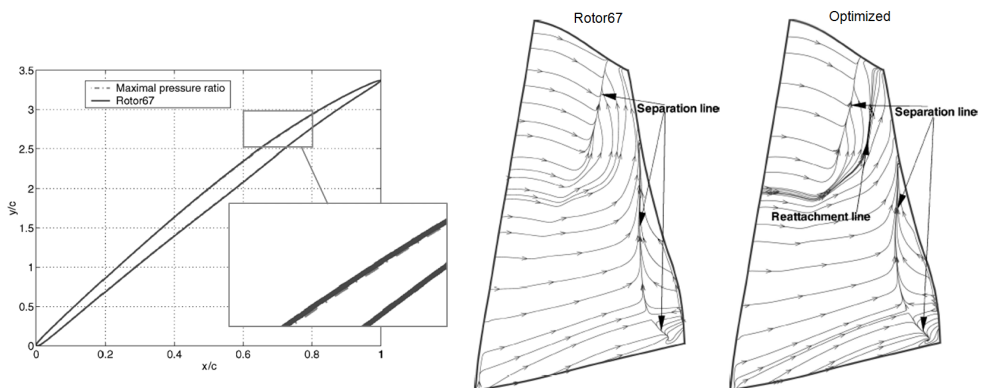 Rotor67
Optimized
3.5
3
2.5
2
1.5
1
0.5
0
y/c
Maximal pressure ratio
Rotor67
0
0.2
0.4
0.6
0.8
1
x/c
Separation line
Separation line
Reattachment line